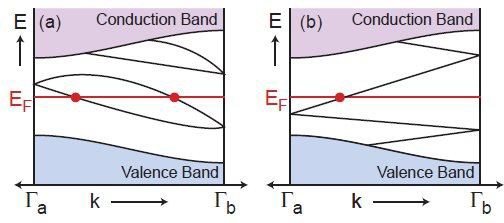 E
(a)
Conduction Band
E_F
Valence Band
Γa
k
Γb
E
(b)
Conduction Band
E_F
Valence Band
Γa
k
Γb